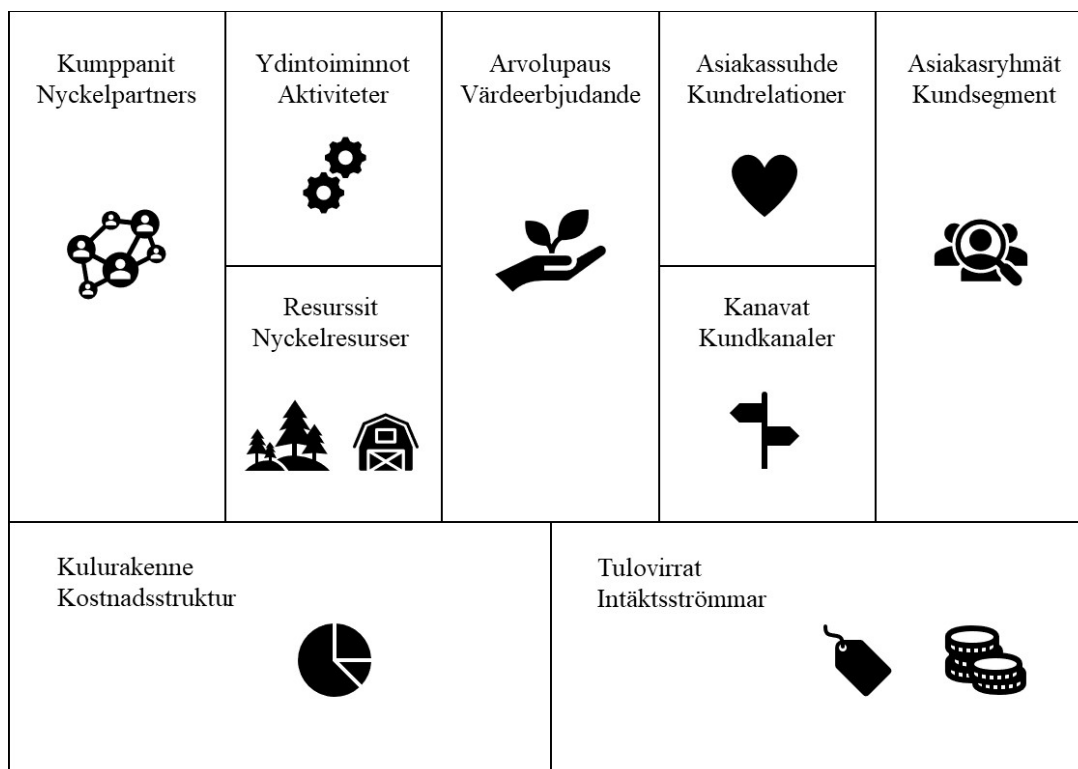 Kumppanit
Nyckelpartners
Ydintoiminnot
Aktiviteter
Resurssit
Nyckelresurser
Arvolupaus
Värdeerbjudande
Asiakassuhde
Kundrelationer
Kanavat
Kundkanaler
Asiakasryhmät
Kundsegment
Kulurakenne
Kostnadsstruktur
Tulovirrat
Intäktsströmmar